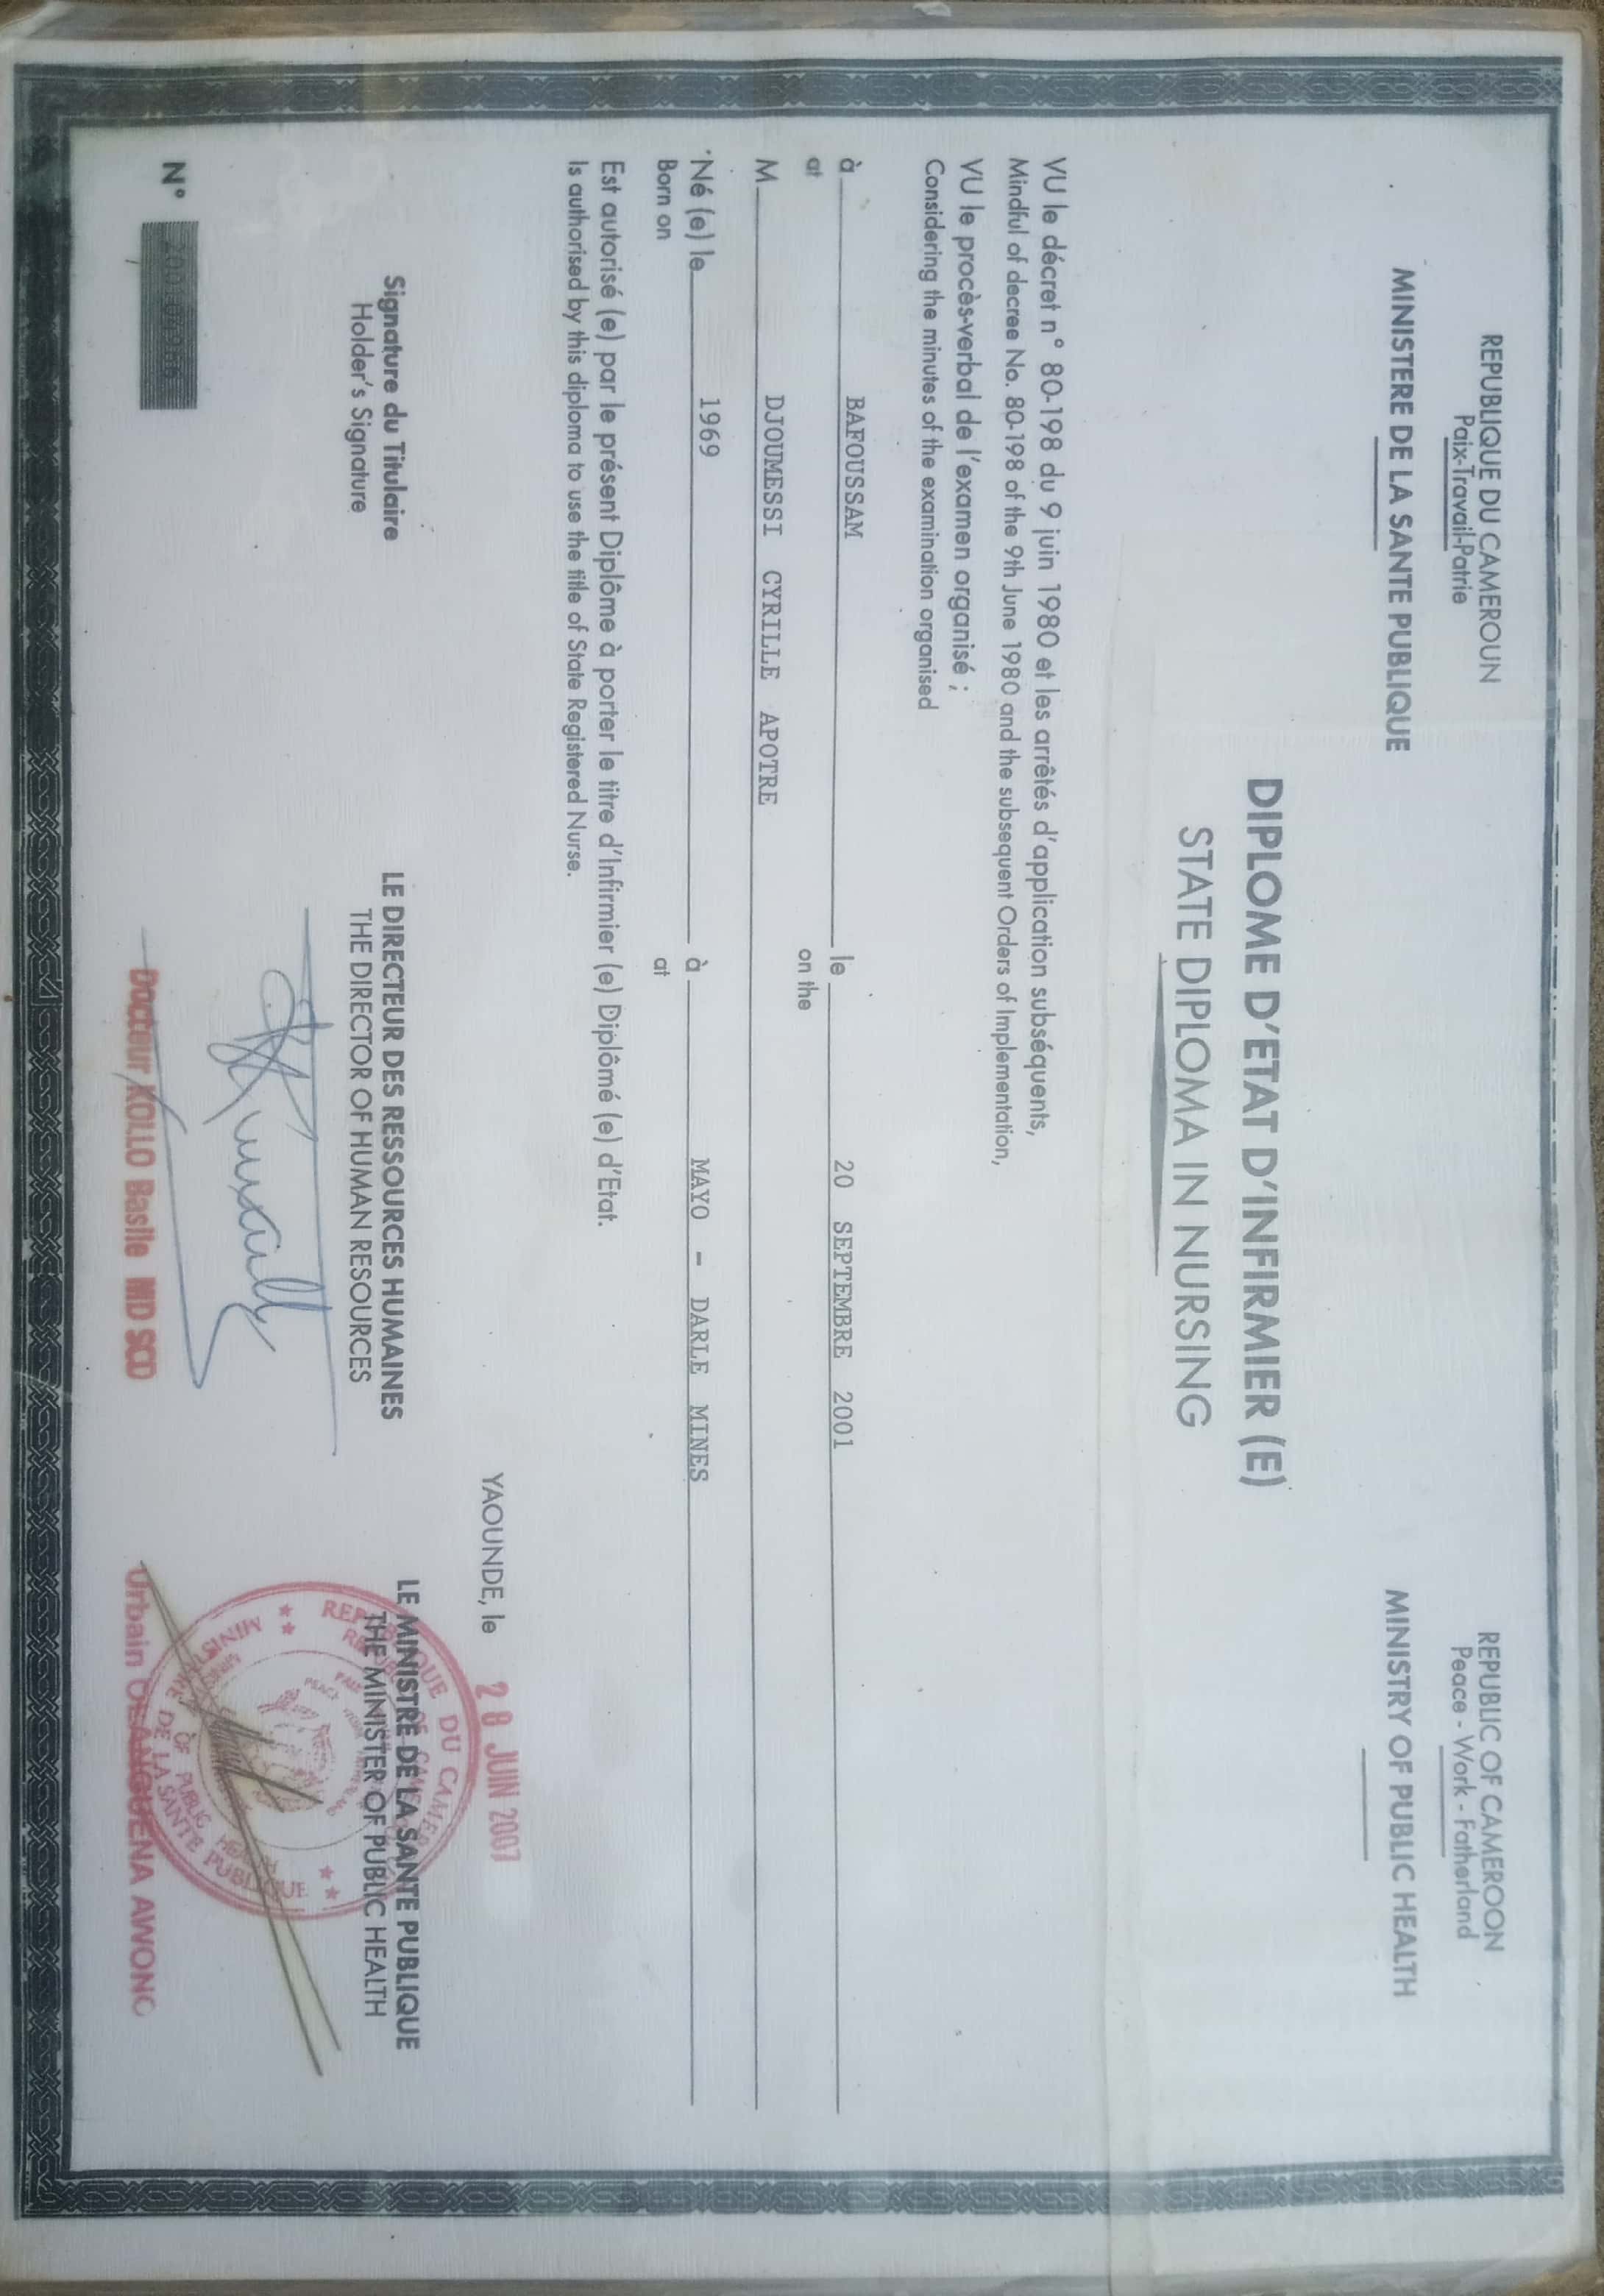 REPUBLIQUE DU CAMEROUN
Paix-Travail-Patrie
MINISTERE DE LA SANTE PUBLIQUE
REPUBLIC OF CAMEROON
Peace - Work - Fatherland
MINISTRY OF PUBLIC HEALTH
DIPLOME D'ETAT D'INFIRMIER (E)
STATE DIPLOMA IN NURSING
VU le décret n° 80-198 du 9 juin 1980 et les arrêtés d'application subséquents,
Mindful of decree No. 80-198 of the 9th June 1980 and the subsequent Orders of Implementation,
VU le procès-verbal de l'examen organisé ;
Considering the minutes of the examination organised
à BAFOUSSAM le 20 SEPTEMBRE 2001
at on the
M DJOUMESSI CYRILLE APOTRE
Né (e) le 1969 à MAYO - DARLE MINES
Born on at
Est autorisé (e) par le présent Diplôme à porter le titre d'Infirmier (e) Diplômé (e) d'Etat.
Is authorised by this diploma to use the title of State Registered Nurse.
YAOUNDE, le 28 JUIN 2007
Signature du Titulaire
Holder's Signature
LE DIRECTEUR DES RESSOURCES HUMAINES
THE DIRECTOR OF HUMAN RESOURCES
Docteur KOLLO Basile MD SCD
LE MINISTRE DE LA SANTE PUBLIQUE
THE MINISTER OF PUBLIC HEALTH
MINISTERE DE LA SANTE PUBLIQUE
OF PUBLIC HEALTH
Urbain OLANGUENA AWONO
N°